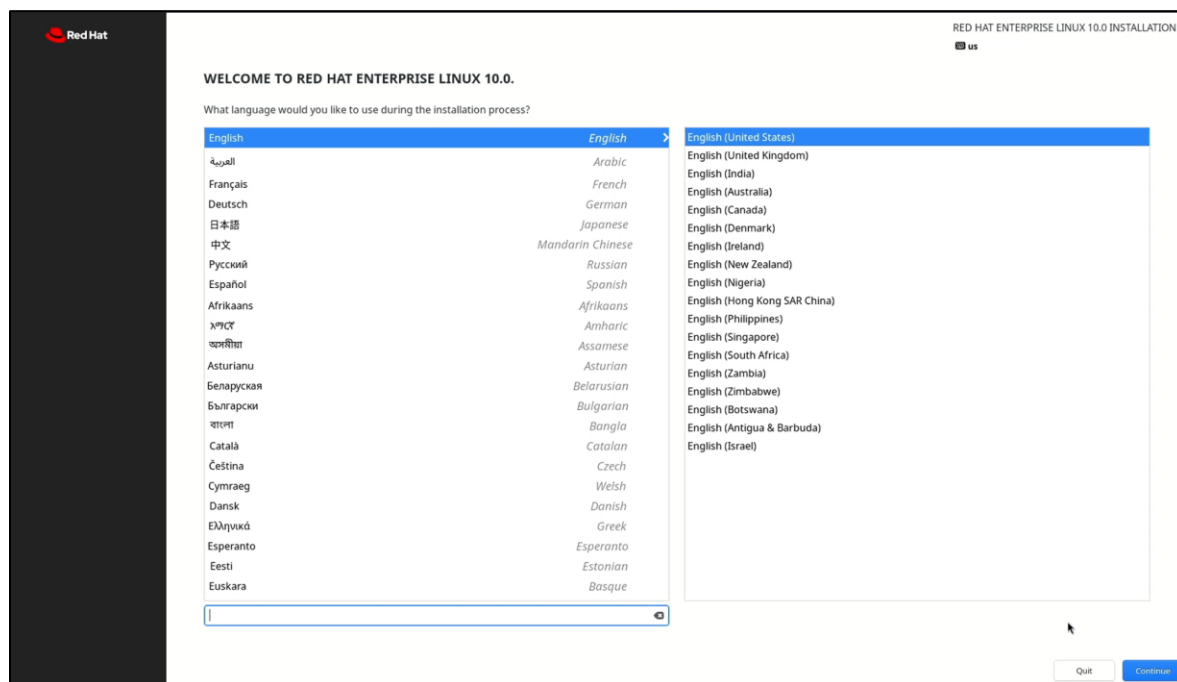 Red Hat
RED HAT ENTERPRISE LINUX 10.0 INSTALLATION
us
WELCOME TO RED HAT ENTERPRISE LINUX 10.0.
What language would you like to use during the installation process?
English English
العربية Arabic
Français French
Deutsch German
日本語 Japanese
中文 Mandarin Chinese
Русский Russian
Español Spanish
Afrikaans Afrikaans
አማርኛ Amharic
অসমীয়া Assamese
Asturianu Asturian
Беларуская Belarusian
Български Bulgarian
বাংলা Bangla
Català Catalan
Čeština Czech
Cymraeg Welsh
Dansk Danish
Ελληνικά Greek
Esperanto Esperanto
Eesti Estonian
Euskara Basque
English (United States)
English (United Kingdom)
English (India)
English (Australia)
English (Canada)
English (Denmark)
English (Ireland)
English (New Zealand)
English (Nigeria)
English (Hong Kong SAR China)
English (Philippines)
English (Singapore)
English (South Africa)
English (Zambia)
English (Zimbabwe)
English (Botswana)
English (Antigua & Barbuda)
English (Israel)
Quit
Continue